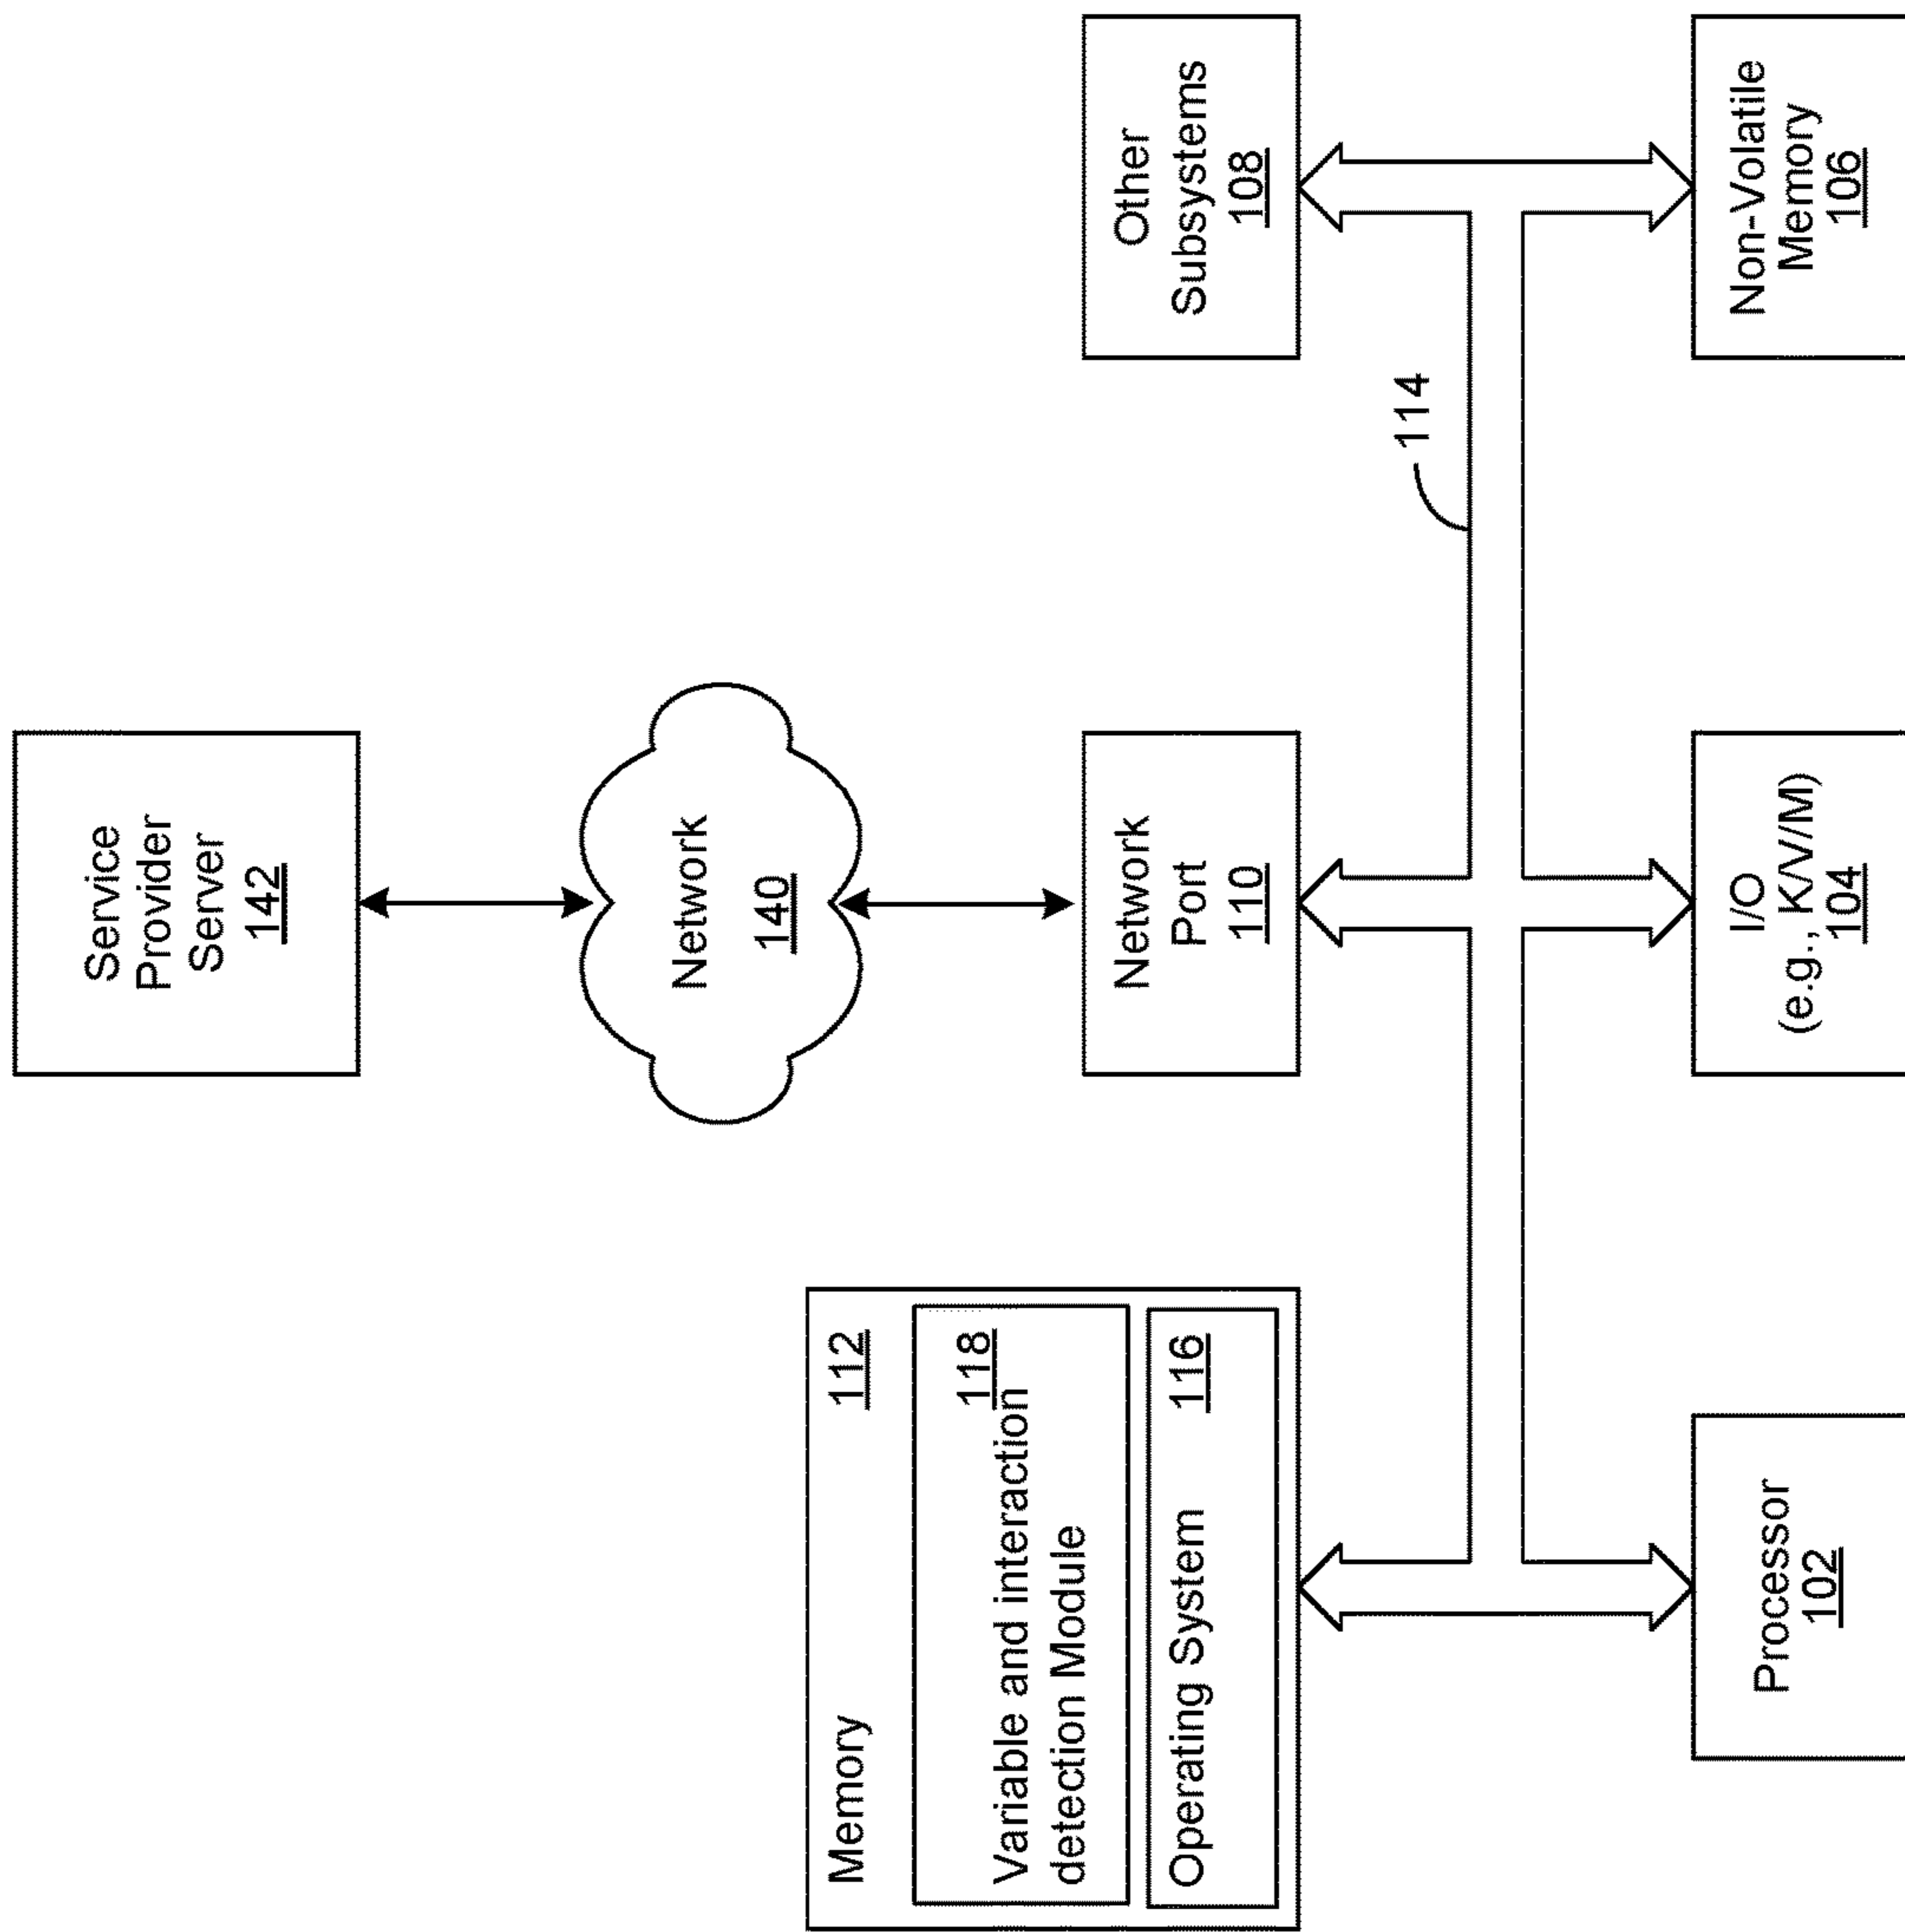 Service
Provider
Server
142
Network
140
Memory 112
118
Variable and interaction
detection Module
Operating System 116
Network
Port
110
Other
Subsystems
108
114
Processor
102
I/O
(e.g., K/V/M)
104
Non-Volatile
Memory
106